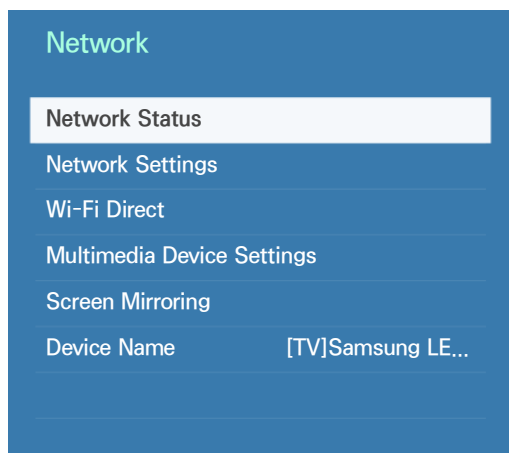 Network
Network Status
Network Settings
Wi-Fi Direct
Multimedia Device Settings
Screen Mirroring
Device Name [TV]Samsung LE...